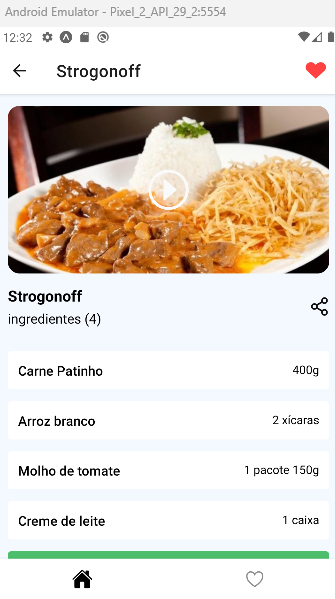 Android Emulator - Pixel_2_API_29_2:5554
12:32
Strogonoff
Strogonoff
ingredientes (4)
Carne Patinho 400g
Arroz branco 2 xícaras
Molho de tomate 1 pacote 150g
Creme de leite 1 caixa